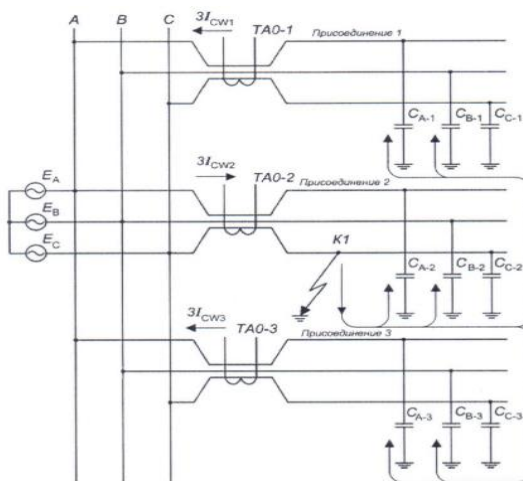 A B C
3I_CW1 TA0-1 Присоединение 1
C_A-1 C_B-1 C_C-1
3I_CW2 TA0-2 Присоединение 2
E_A
E_B
E_C
K1
C_A-2 C_B-2 C_C-2
3I_CW3 TA0-3 Присоединение 3
C_A-3 C_B-3 C_C-3